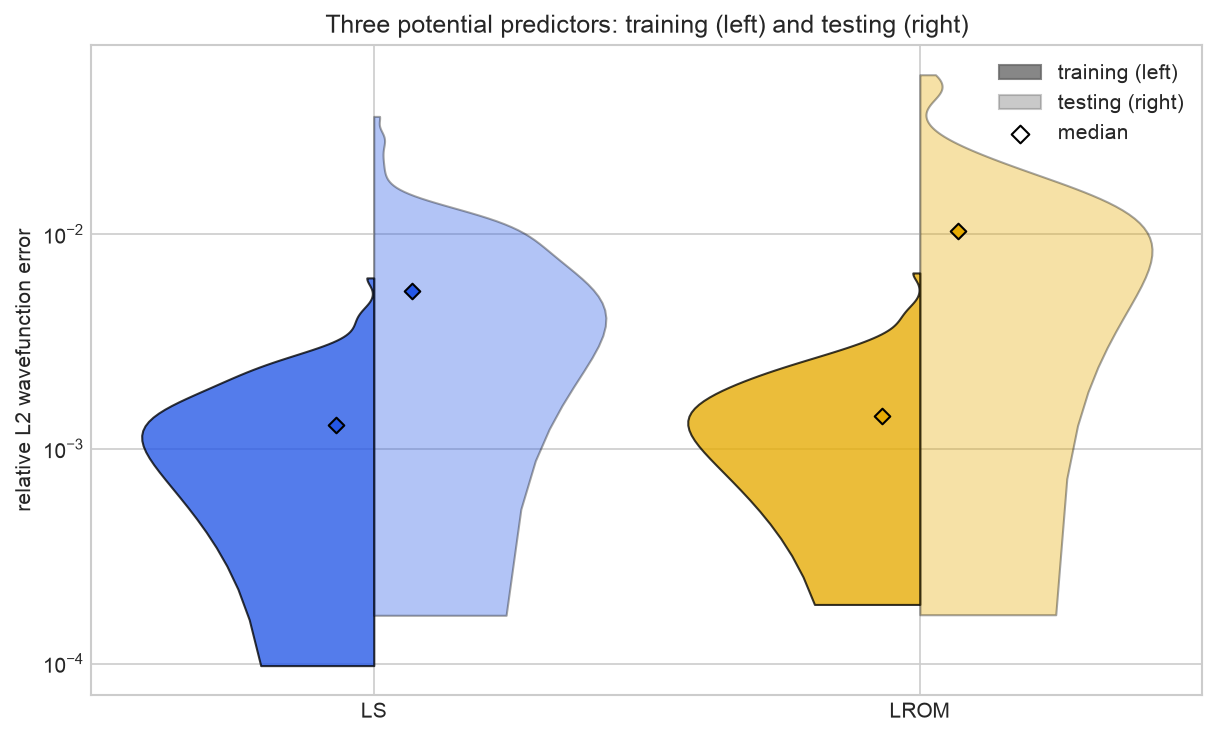 Three potential predictors: training (left) and testing (right)
training (left)
testing (right)
median
relative L2 wavefunction error
10⁻²
10⁻³
10⁻⁴
LS
LROM